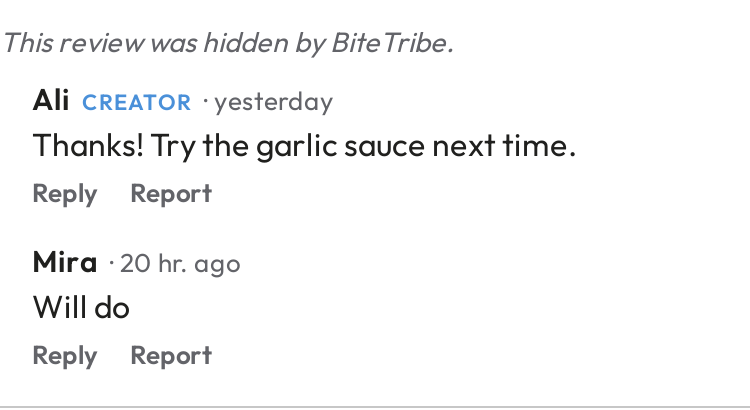 This review was hidden by BiteTribe.
Ali CREATOR · yesterday
Thanks! Try the garlic sauce next time.
Reply Report
Mira · 20 hr. ago
Will do
Reply Report